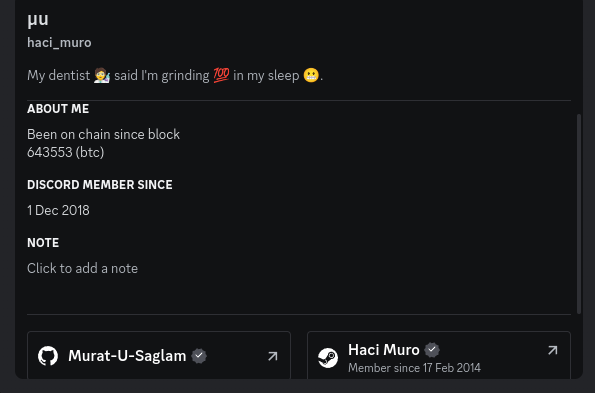 µu
haci_muro
My dentist 🧑‍⚕️ said I'm grinding 💯 in my sleep 😬.
ABOUT ME
Been on chain since block
643553 (btc)
DISCORD MEMBER SINCE
1 Dec 2018
NOTE
Click to add a note
Murat-U-Saglam
Haci Muro
Member since 17 Feb 2014